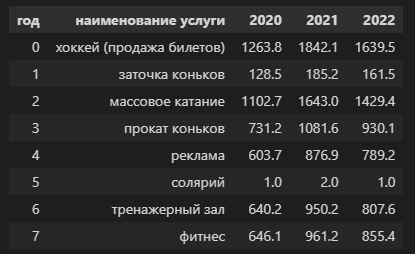 год наименование услуги 2020 2021 2022
0 хоккей (продажа билетов) 1263.8 1842.1 1639.5
1 заточка коньков 128.5 185.2 161.5
2 массовое катание 1102.7 1643.0 1429.4
3 прокат коньков 731.2 1081.6 930.1
4 реклама 603.7 876.9 789.2
5 солярий 1.0 2.0 1.0
6 тренажерный зал 640.2 950.2 807.6
7 фитнес 646.1 961.2 855.4